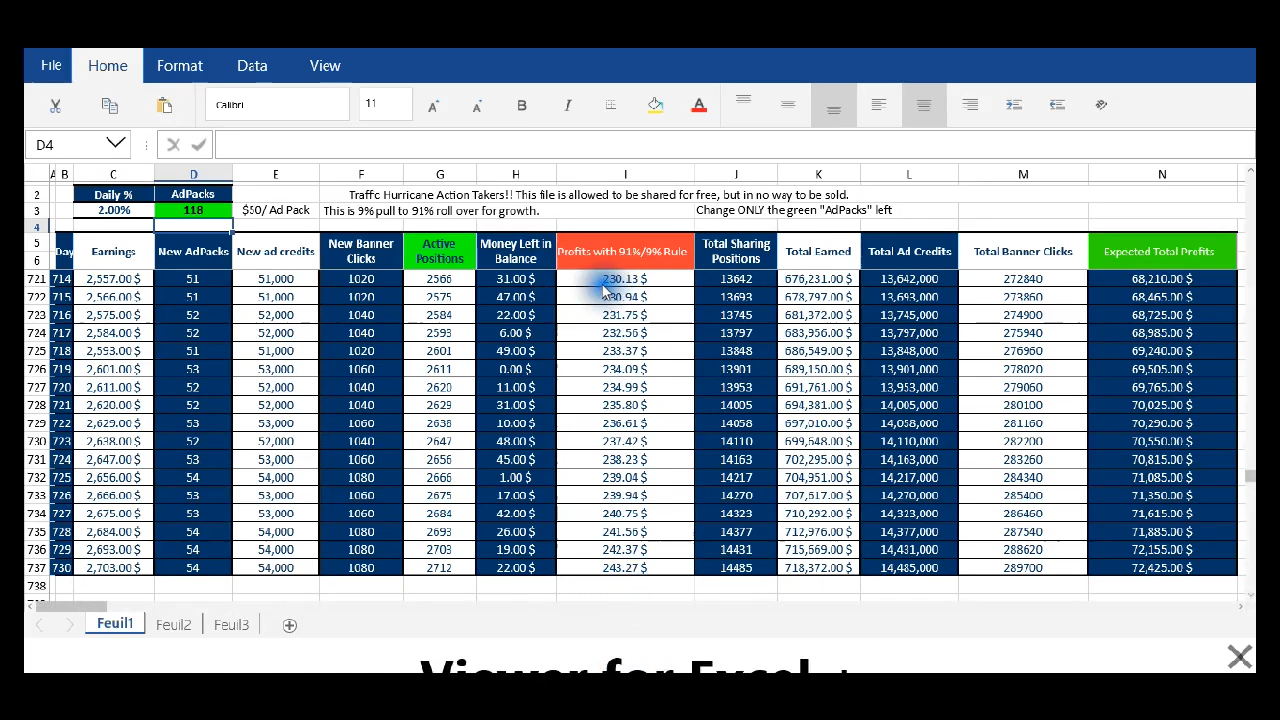 File Home Format Data View
Calibri 11 A A B I A
D4
A B C D E F G H I J K L M N
2 Daily % AdPacks Traffc Hurricane Action Takers!! This file is allowed to be shared for free, but in no way to be sold.
3 2.00% 118 $50/ Ad Pack This is 9% pull to 91% roll over for growth. Change ONLY the green "AdPacks" left
4
5 6 Day Earnings New AdPacks New ad credits New Banner Clicks Active Positions Money Left in Balance Profits with 91%/9% Rule Total Sharing Positions Total Earned Total Ad Credits Total Banner Clicks Expected Total Profits
721 714 2,557.00 $ 51 51,000 1020 2566 31.00 $ 230.13 $ 13642 676,231.00 $ 13,642,000 272840 68,210.00 $
722 715 2,566.00 $ 51 51,000 1020 2575 47.00 $ 230.94 $ 13693 678,797.00 $ 13,693,000 273860 68,465.00 $
723 716 2,575.00 $ 52 52,000 1040 2584 22.00 $ 231.75 $ 13745 681,372.00 $ 13,745,000 274900 68,725.00 $
724 717 2,584.00 $ 52 52,000 1040 2593 6.00 $ 232.56 $ 13797 683,956.00 $ 13,797,000 275940 68,985.00 $
725 718 2,593.00 $ 51 51,000 1020 2601 49.00 $ 233.37 $ 13848 686,549.00 $ 13,848,000 276960 69,240.00 $
726 719 2,601.00 $ 53 53,000 1060 2611 0.00 $ 234.09 $ 13901 689,150.00 $ 13,901,000 278020 69,505.00 $
727 720 2,611.00 $ 52 52,000 1040 2620 11.00 $ 234.99 $ 13953 691,761.00 $ 13,953,000 279060 69,765.00 $
728 721 2,620.00 $ 52 52,000 1040 2629 31.00 $ 235.80 $ 14005 694,381.00 $ 14,005,000 280100 70,025.00 $
729 722 2,629.00 $ 53 53,000 1060 2638 10.00 $ 236.61 $ 14058 697,010.00 $ 14,058,000 281160 70,290.00 $
730 723 2,638.00 $ 52 52,000 1040 2647 48.00 $ 237.42 $ 14110 699,648.00 $ 14,110,000 282200 70,550.00 $
731 724 2,647.00 $ 53 53,000 1060 2656 45.00 $ 238.23 $ 14163 702,295.00 $ 14,163,000 283260 70,815.00 $
732 725 2,656.00 $ 54 54,000 1080 2666 1.00 $ 239.04 $ 14217 704,951.00 $ 14,217,000 284340 71,085.00 $
733 726 2,666.00 $ 53 53,000 1060 2675 17.00 $ 239.94 $ 14270 707,617.00 $ 14,270,000 285400 71,350.00 $
734 727 2,675.00 $ 53 53,000 1060 2684 42.00 $ 240.75 $ 14323 710,292.00 $ 14,323,000 286460 71,615.00 $
735 728 2,684.00 $ 54 54,000 1080 2693 26.00 $ 241.56 $ 14377 712,976.00 $ 14,377,000 287540 71,885.00 $
736 729 2,693.00 $ 54 54,000 1080 2703 19.00 $ 242.37 $ 14431 715,669.00 $ 14,431,000 288620 72,155.00 $
737 730 2,703.00 $ 54 54,000 1080 2712 22.00 $ 243.27 $ 14485 718,372.00 $ 14,485,000 289700 72,425.00 $
738
Feuil1 Feuil2 Feuil3
Viewer for Excel